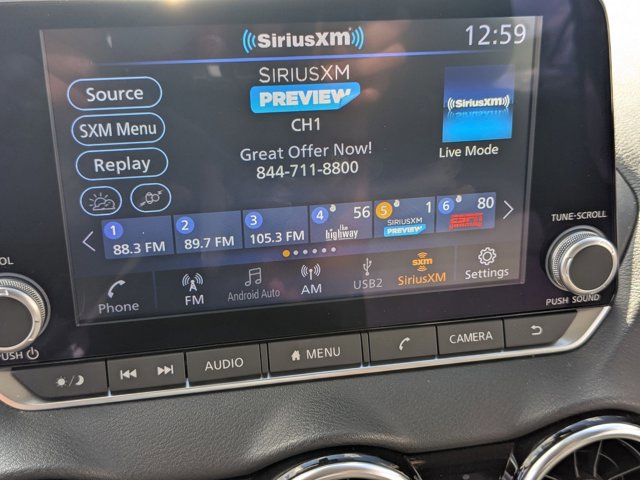 SiriusXM
12:59
Source
SXM Menu
Replay
SIRIUSXM
PREVIEW
CH1
Great Offer Now!
844-711-8800
SiriusXM
Live Mode
1
88.3 FM
2
89.7 FM
3
105.3 FM
4
56
the highway
5
1
SIRIUSXM
PREVIEW
6
80
ESPN
Phone
FM
Android Auto
AM
USB2
sxm
SiriusXM
Settings
OL
PUSH
TUNE-SCROLL
PUSH SOUND
AUDIO
MENU
CAMERA